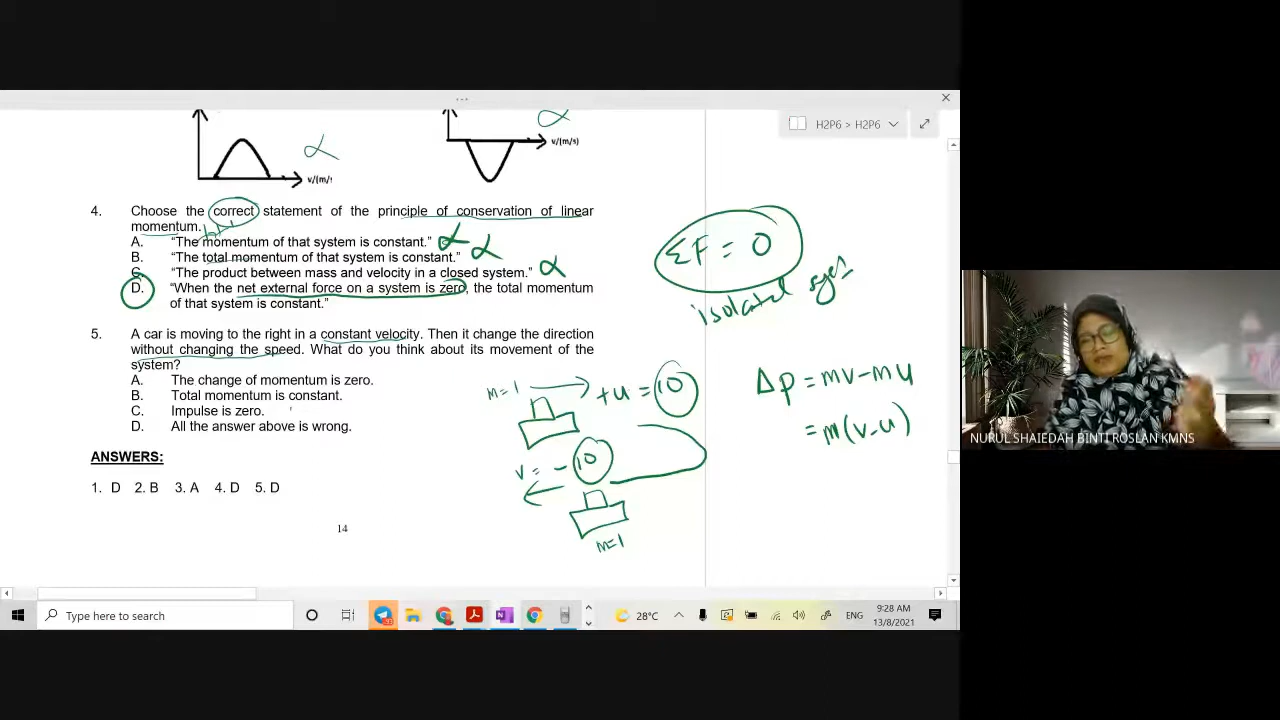 H2P6 > H2P6
v/(m/s)
v/(m/s
α
α
4. Choose the correct statement of the principle of conservation of linear
momentum.
A. "The momentum of that system is constant." α
B. "The total momentum of that system is constant." α
C. "The product between mass and velocity in a closed system." α
D. "When the net external force on a system is zero, the total momentum
of that system is constant."
ΣF = 0
isolated
5. A car is moving to the right in a constant velocity. Then it change the direction
without changing the speed. What do you think about its movement of the
system?
A. The change of momentum is zero.
B. Total momentum is constant.
C. Impulse is zero.
D. All the answer above is wrong.
m=1
+u = 10
v = -10
m=1
Δp = mv - mu
= m(v-u)
ANSWERS:
1. D 2. B 3. A 4. D 5. D
14
NURUL SHAIEDAH BINTI ROSLAN KMNS
Type here to search
28°C
ENG
9:28 AM
13/8/2021